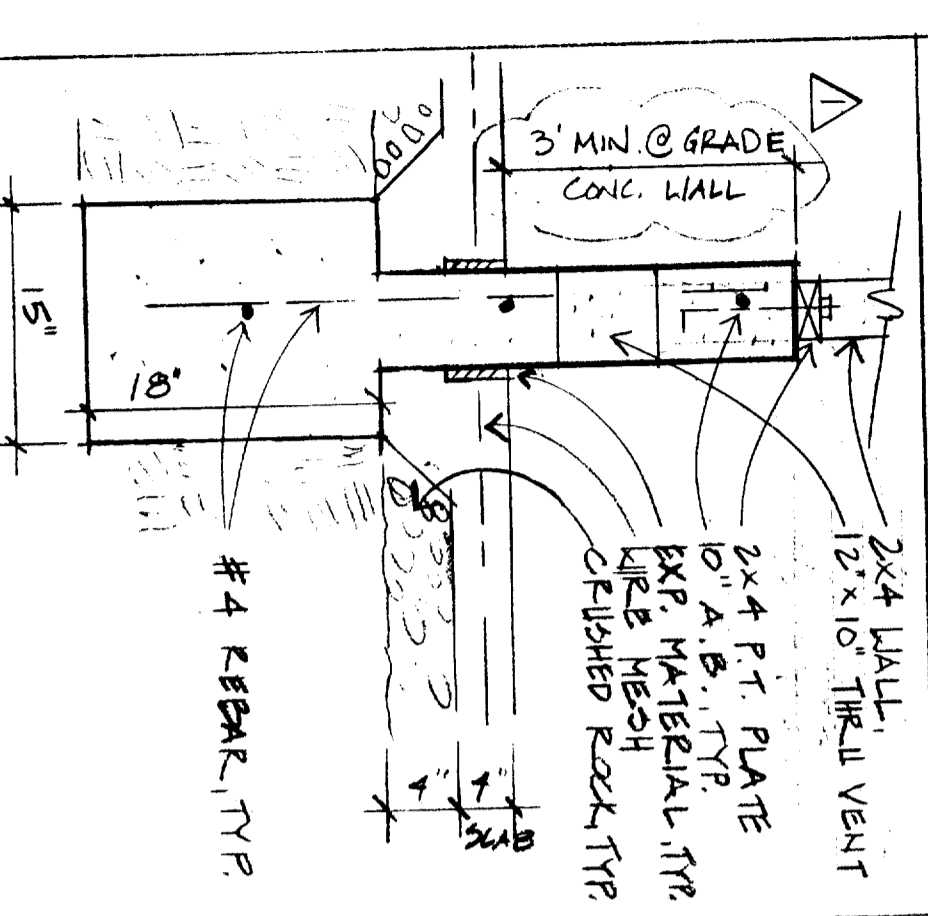 1
3' MIN. @ GRADE
CONC. WALL
2x4 WALL,
12" x 10" THRU VENT
2x4 P.T. PLATE
10" A.B., TYP.
EXP. MATERIAL, TYP.
WIRE MESH
CRUSHED ROCK, TYP.
15"
18"
8"
4"
4"
SLAB
#4 REBAR, TYP.